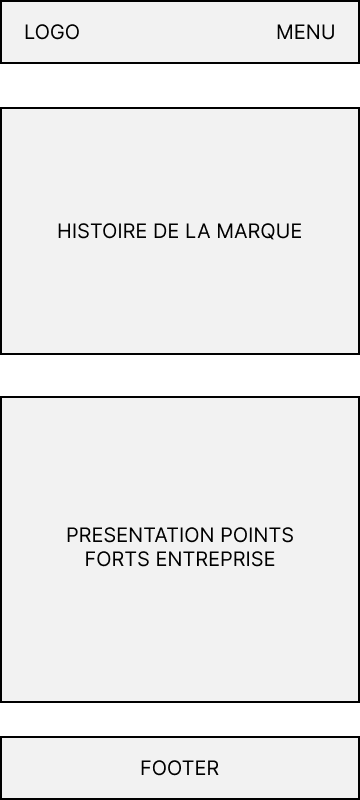 LOGO MENU
HISTOIRE DE LA MARQUE
PRESENTATION POINTS
FORTS ENTREPRISE
FOOTER